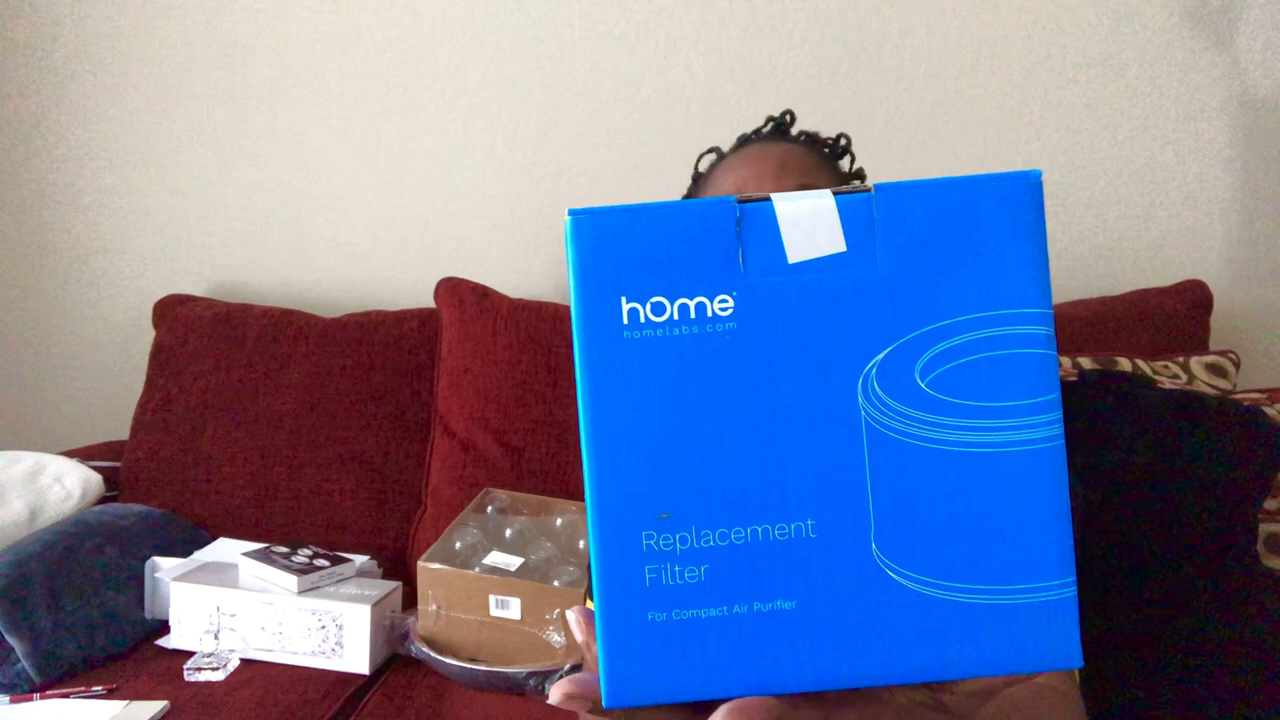 home
homelabs.com
Replacement
Filter
For Compact Air Purifier